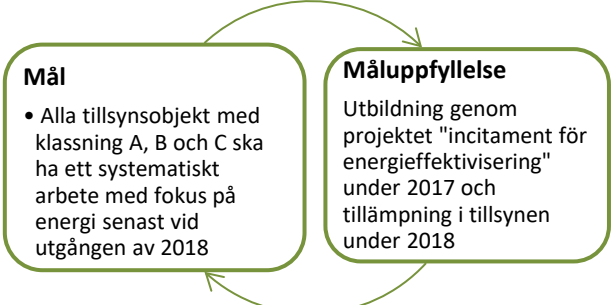 Mål
• Alla tillsynsobjekt med
klassning A, B och C ska
ha ett systematiskt
arbete med fokus på
energi senast vid
utgången av 2018
Måluppfyllelse
Utbildning genom
projektet "incitament för
energieffektivisering"
under 2017 och
tillämpning i tillsynen
under 2018